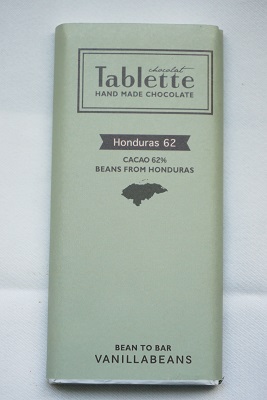 chocolat
Tablette
HAND MADE CHOCOLATE
Honduras 62
CACAO 62%
BEANS FROM HONDURAS
BEAN TO BAR
VANILLABEANS